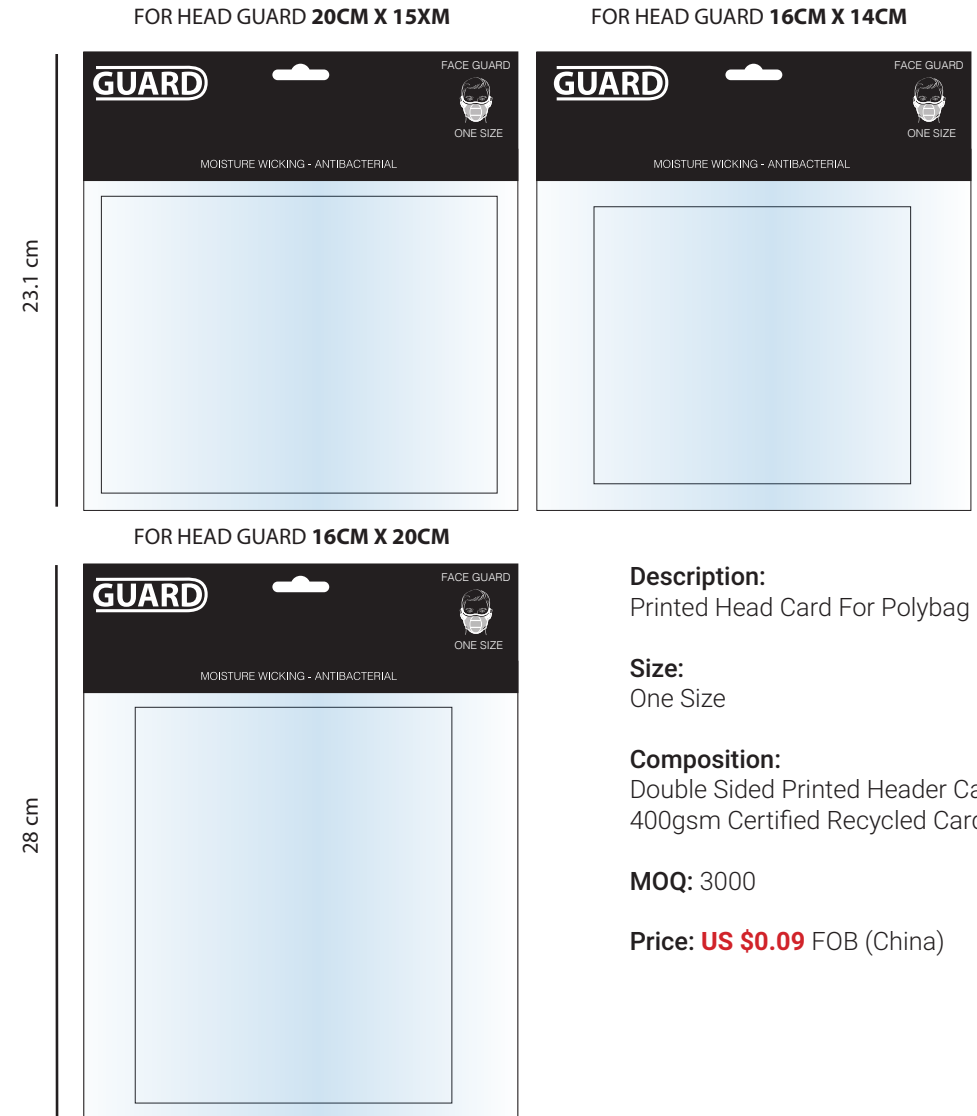 FOR HEAD GUARD 20CM X 15XM
FOR HEAD GUARD 16CM X 14CM
GUARD
FACE GUARD
ONE SIZE
MOISTURE WICKING - ANTIBACTERIAL
GUARD
FACE GUARD
ONE SIZE
MOISTURE WICKING - ANTIBACTERIAL
23.1 cm
FOR HEAD GUARD 16CM X 20CM
GUARD
FACE GUARD
ONE SIZE
MOISTURE WICKING - ANTIBACTERIAL
28 cm
Description:
Printed Head Card For Polybag
Size:
One Size
Composition:
Double Sided Printed Header
400gsm Certified Recycled
MOQ: 3000
Price: US $0.09 FOB (China)